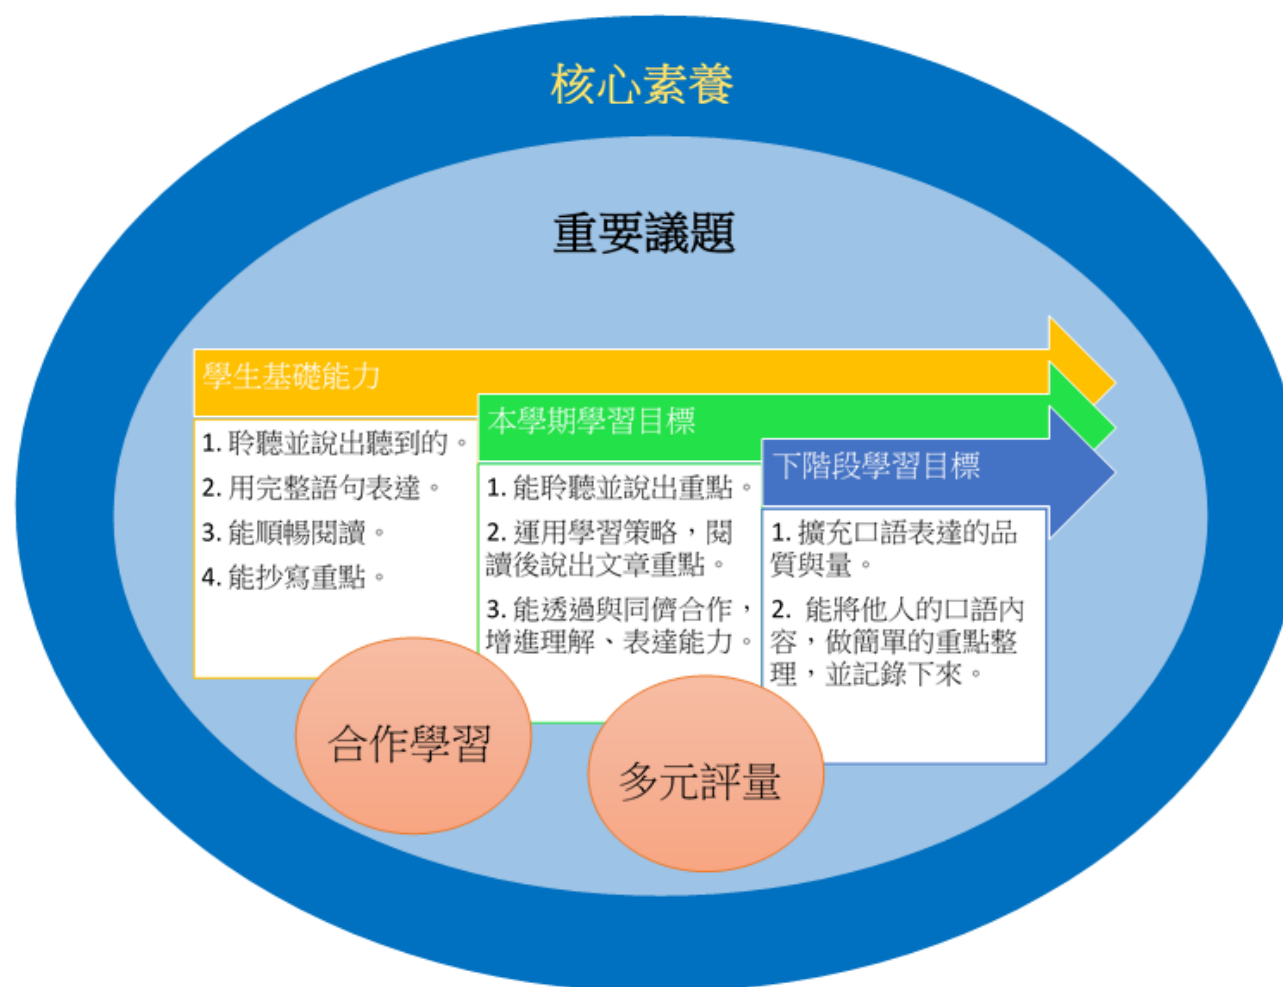 核心素養
重要議題
學生基礎能力
1. 聆聽並說出聽到的。
2. 用完整語句表達。
3. 能順暢閱讀。
4. 能抄寫重點。
本學期學習目標
1. 能聆聽並說出重點。
2. 運用學習策略，閱
讀後說出文章重點。
3. 能透過與同儕合作，
增進理解、表達能力。
下階段學習目標
1. 擴充口語表達的品
質與量。
2. 能將他人的口語內
容，做簡單的重點整
理，並記錄下來。
合作學習
多元評量